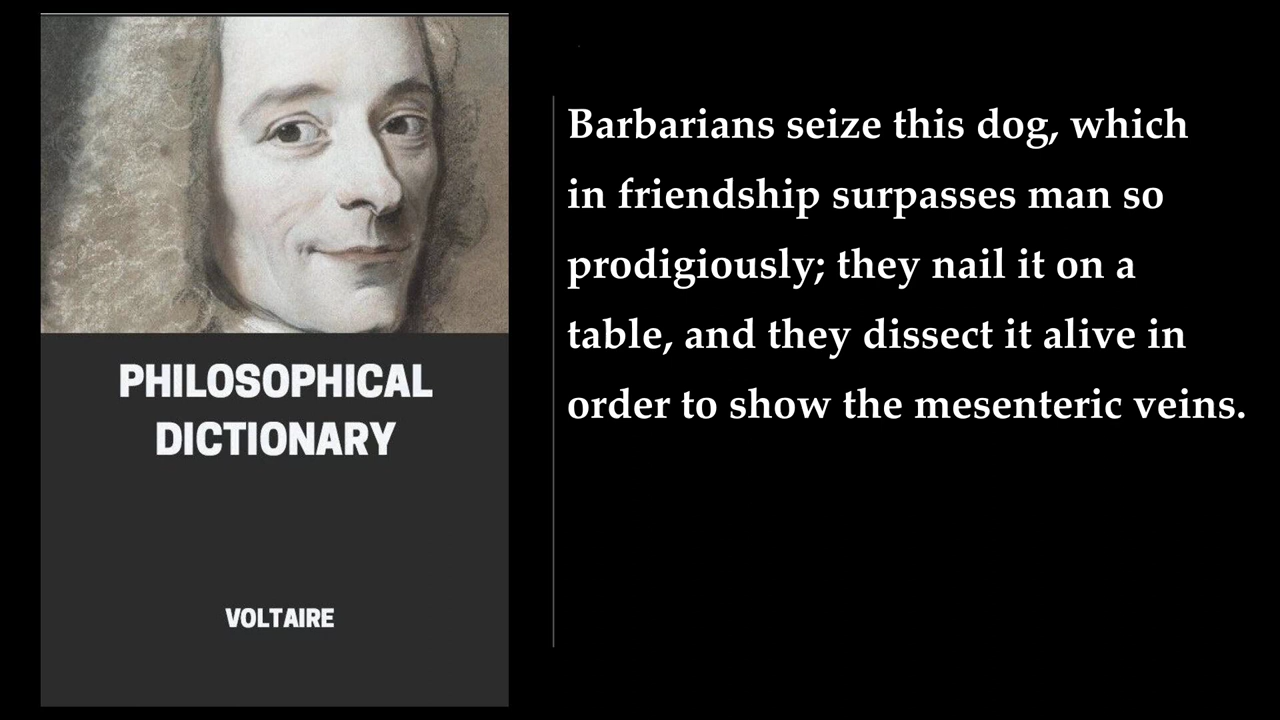 PHILOSOPHICAL
DICTIONARY
VOLTAIRE
Barbarians seize this dog, which
in friendship surpasses man so
prodigiously; they nail it on a
table, and they dissect it alive in
order to show the mesenteric veins.